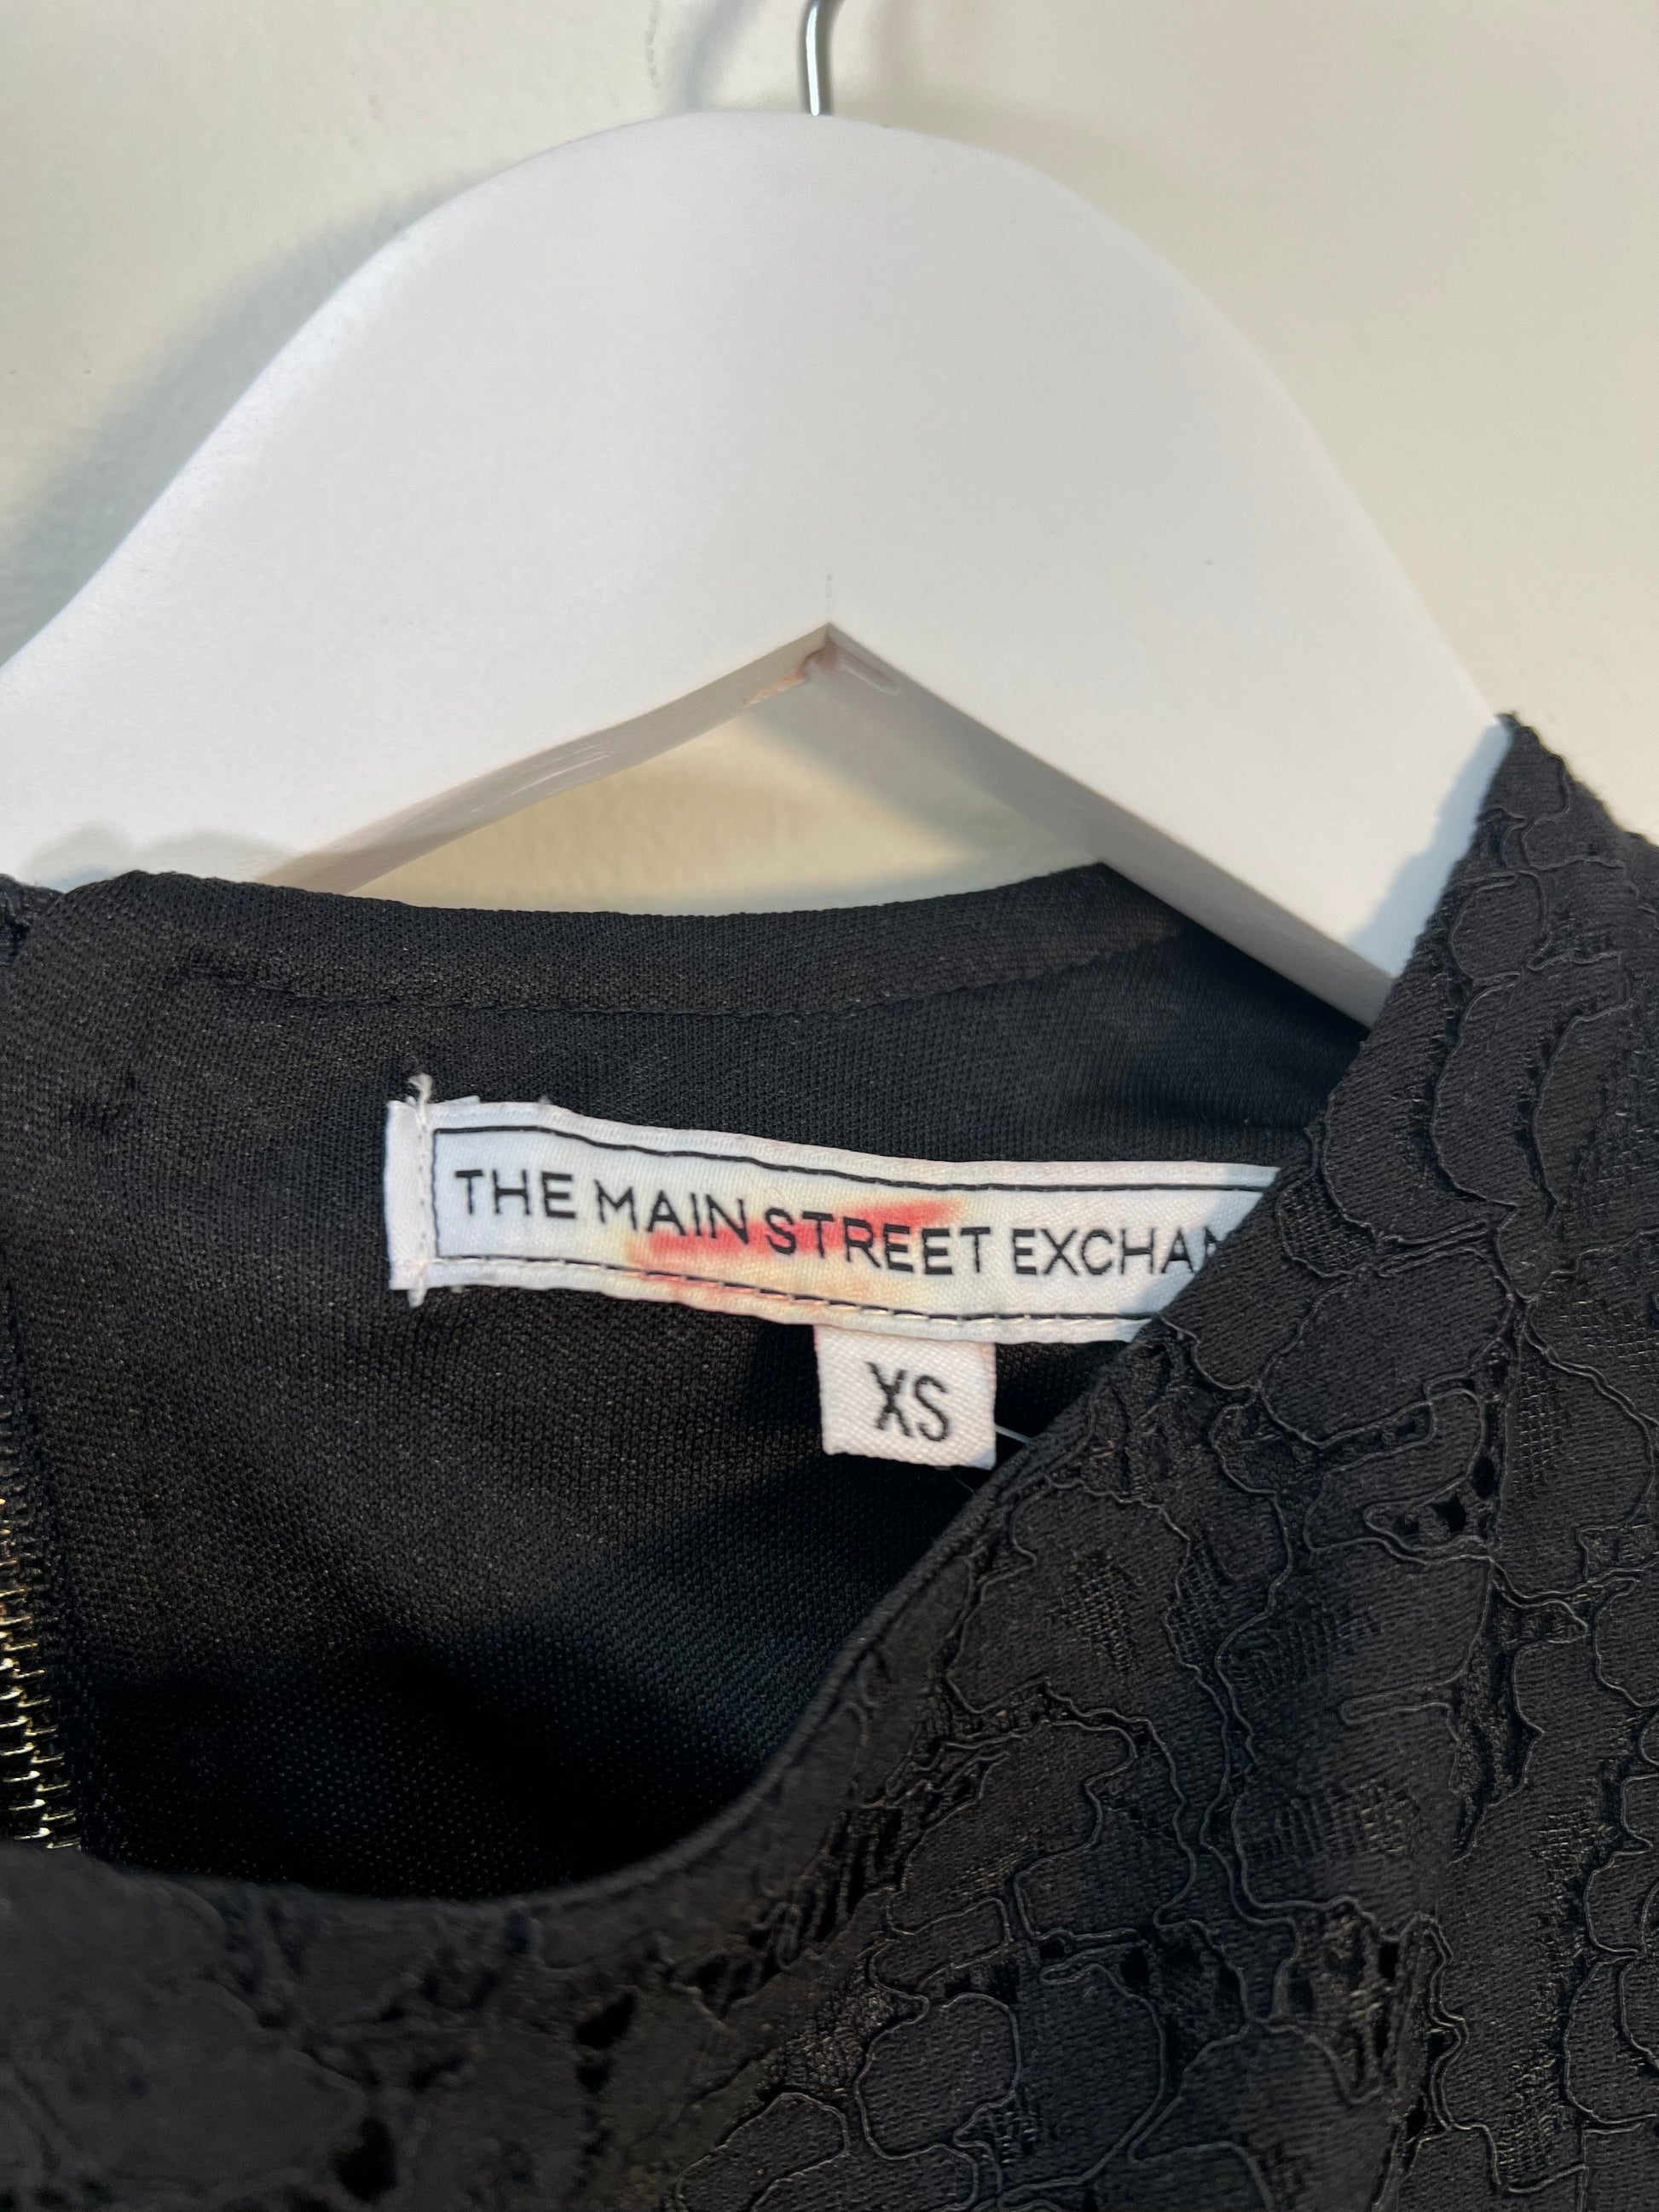 THE MAIN STREET EXCHAN
XS